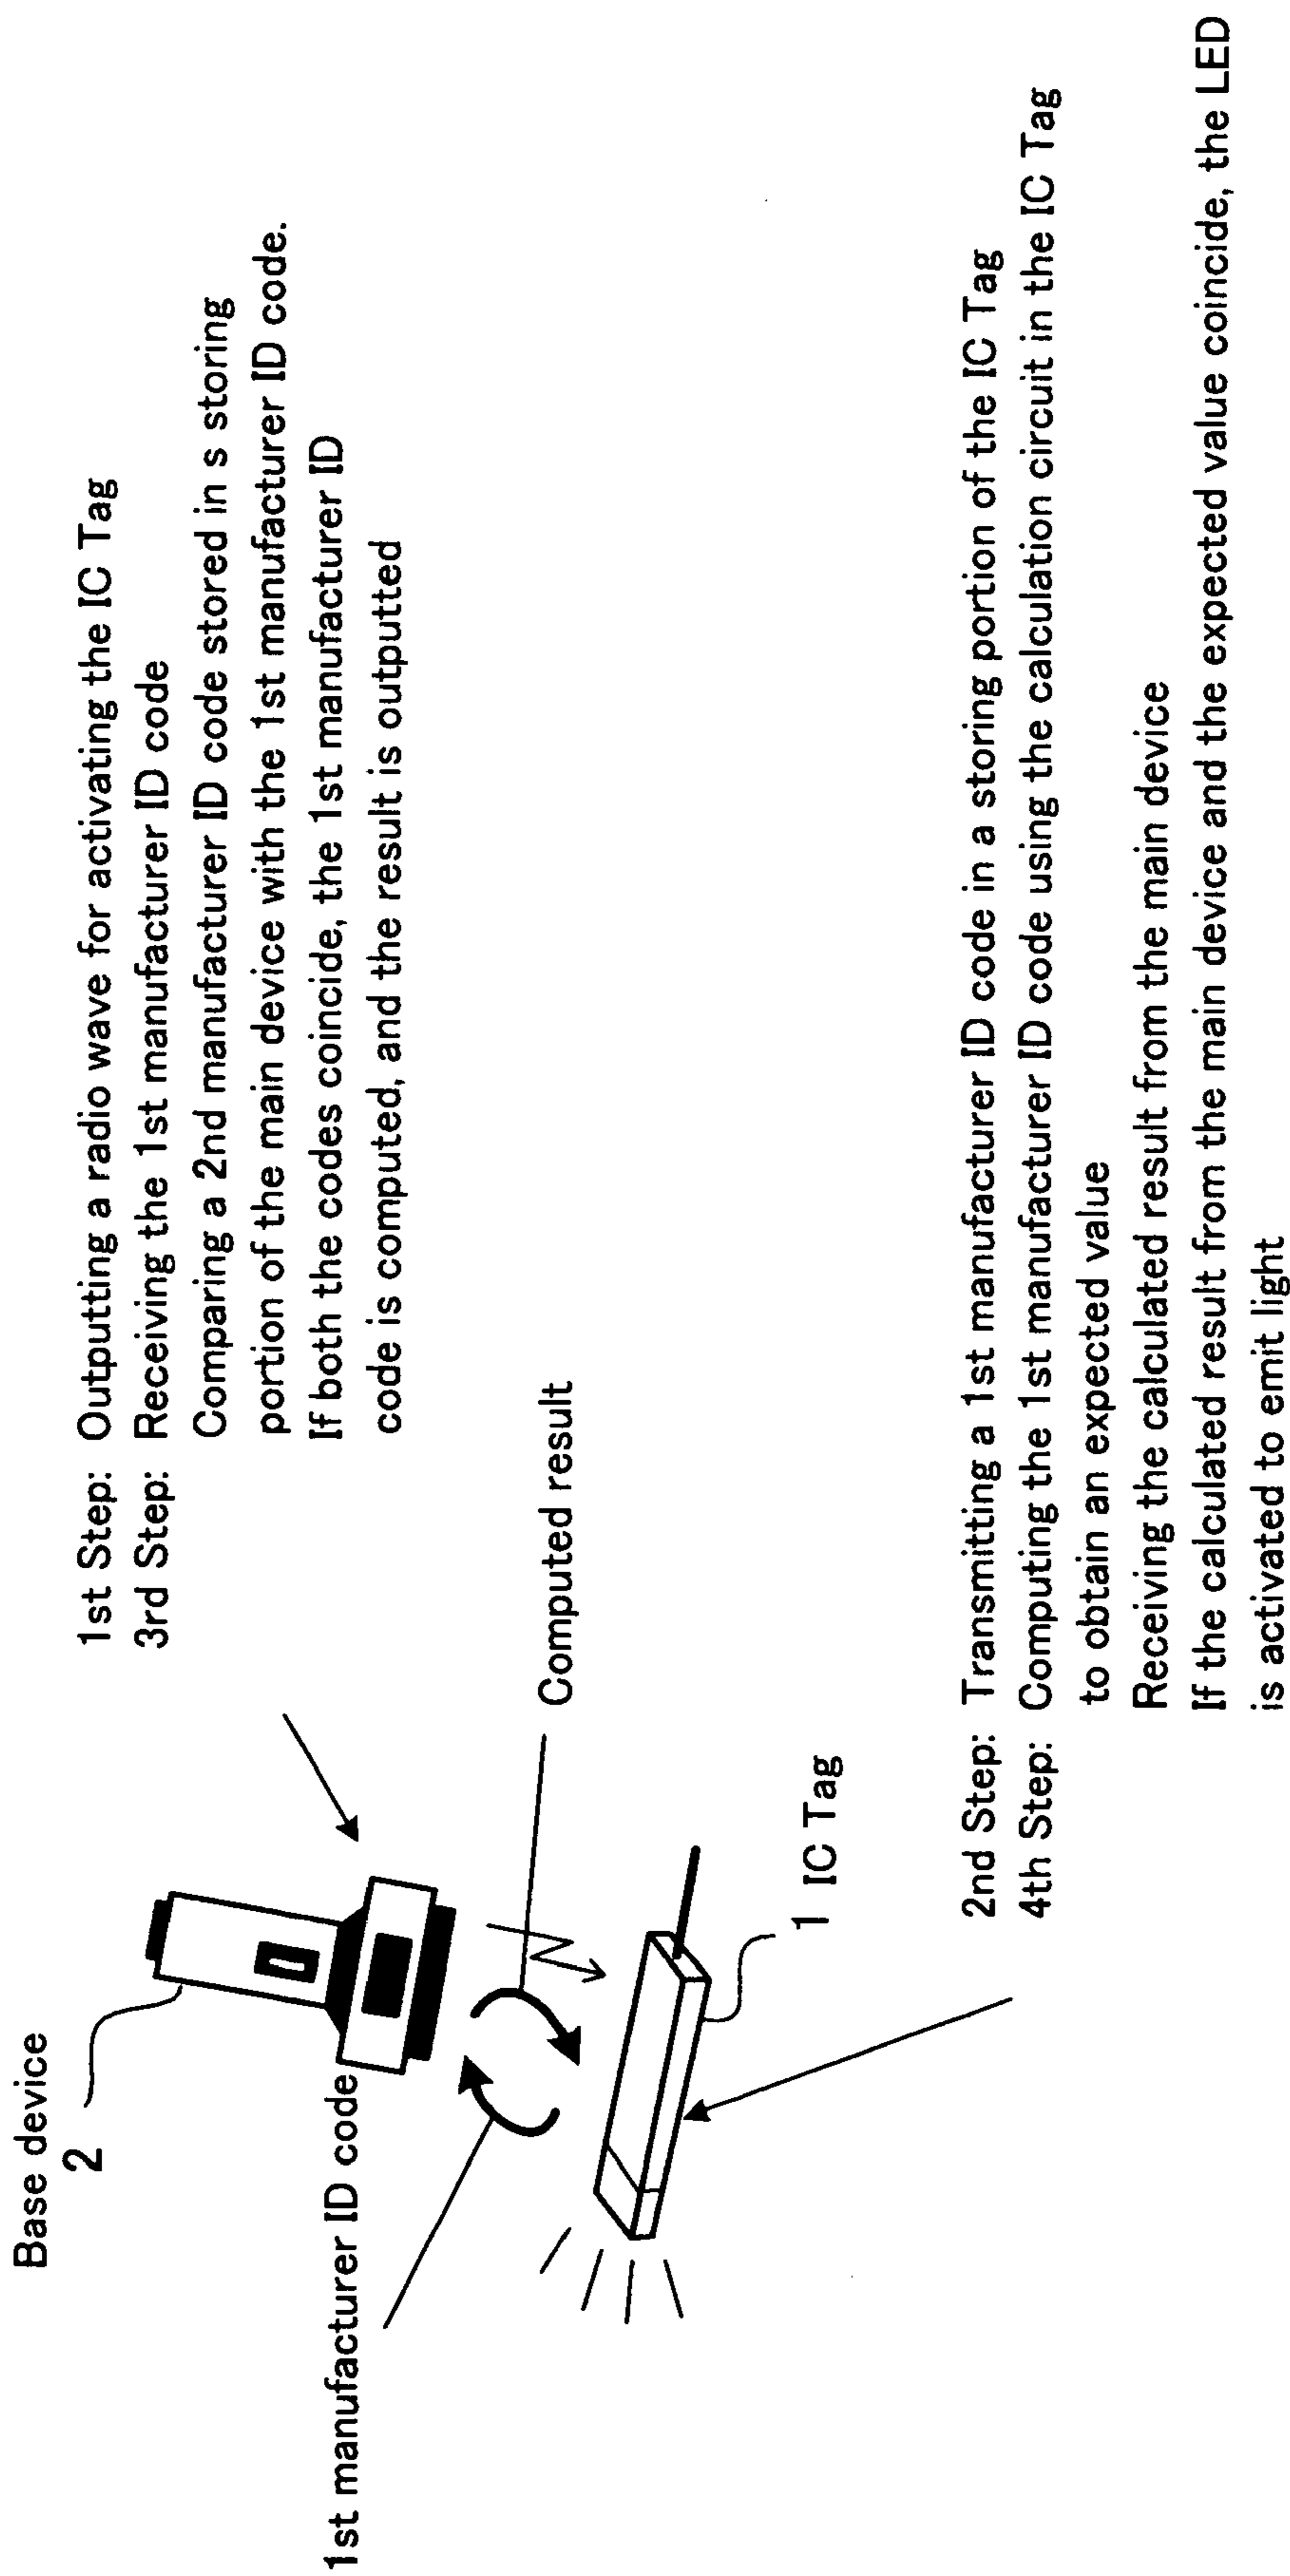 Base device
2
1st manufacturer ID code
1st Step: Outputting a radio wave for activating the IC Tag
3rd Step: Receiving the 1st manufacturer ID code
Comparing a 2nd manufacturer ID code stored in s storing
portion of the main device with the 1st manufacturer ID code.
If both the codes coincide, the 1st manufacturer ID
code is computed, and the result is outputted
Computed result
1 IC Tag
2nd Step: Transmitting a 1st manufacturer ID code in a storing portion of the IC Tag
4th Step: Computing the 1st manufacturer ID code using the calculation circuit in the IC Tag
to obtain an expected value
Receiving the calculated result from the main device
If the calculated result from the main device and the expected value coincide, the LED
is activated to emit light